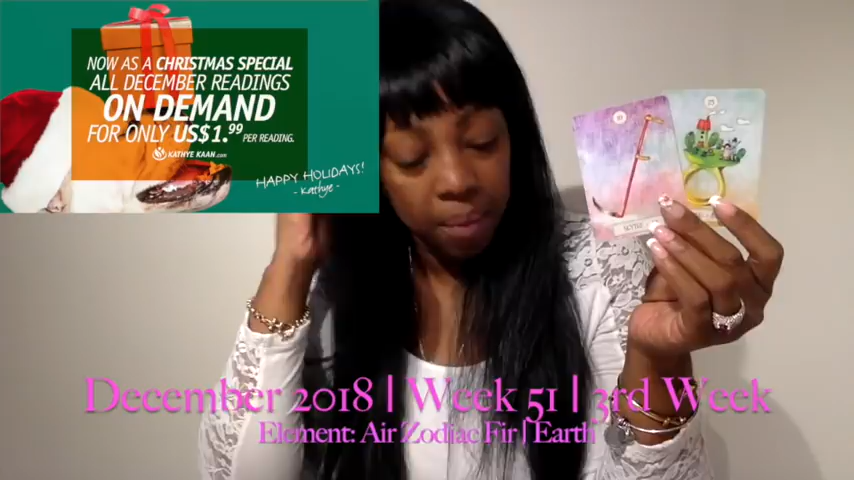 NOW AS A CHRISTMAS SPECIAL
ALL DECEMBER READINGS
ON DEMAND
FOR ONLY US$1.99 PER READING.
KATHYE KAAN.com
HAPPY HOLIDAYS!
- Kathye -
December 2018 | Week 51 | 3rd Week
Element: Air Zodiac Fir | Earth